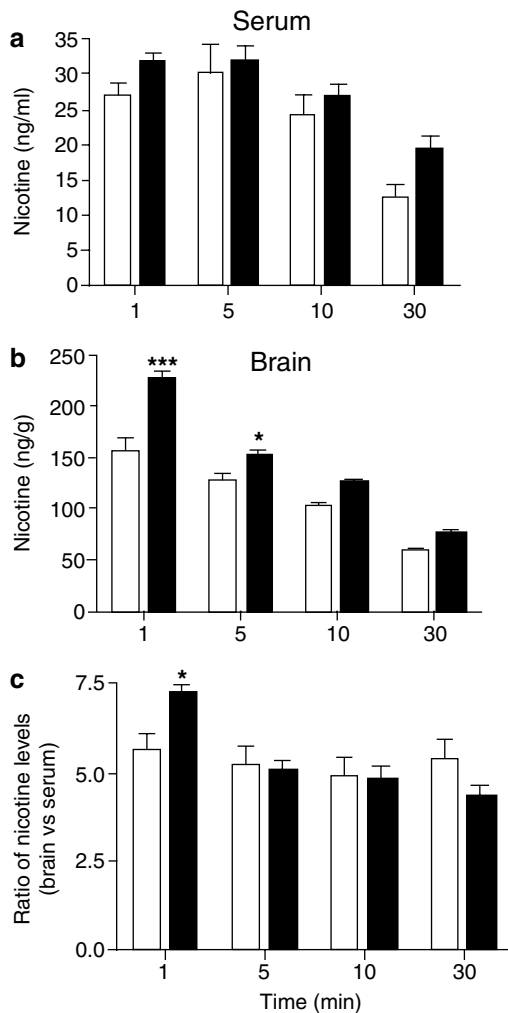 a
Serum
Nicotine (ng/ml)
35
30
25
20
15
10
5
0
1 5 10 30
b
Brain
Nicotine (ng/g)
250
200
150
100
50
0
***
*
1 5 10 30
c
Ratio of nicotine levels
(brain vs serum)
7.5
5.0
2.5
0.0
*
1 5 10 30
Time (min)